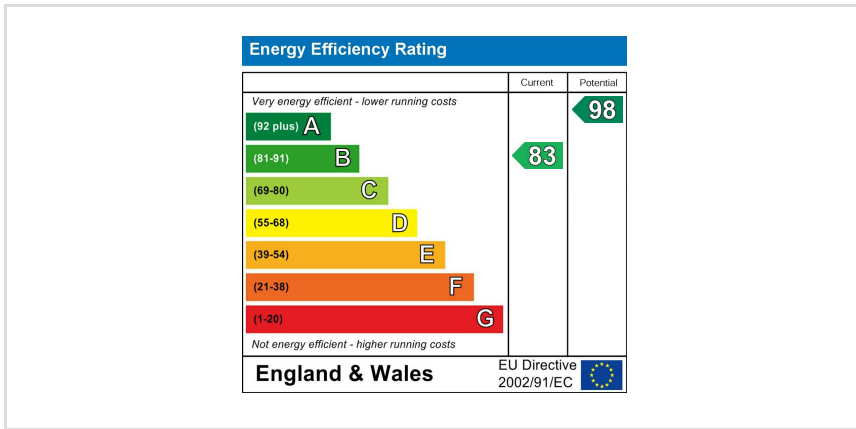 Energy Efficiency Rating
Current Potential
Very energy efficient - lower running costs
98
(92 plus) A
(81-91) B
83
(69-80) C
(55-68) D
(39-54) E
(21-38) F
(1-20) G
Not energy efficient - higher running costs
England & Wales
EU Directive
2002/91/EC